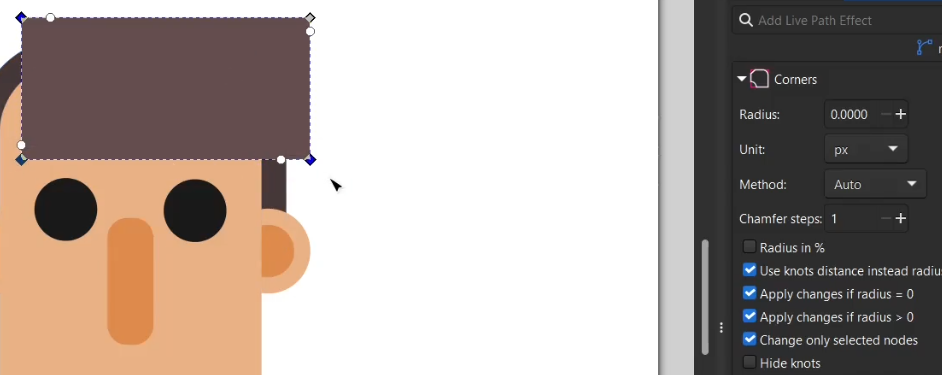 Add Live Path Effect
Corners
Radius: 0.0000
Unit: px
Method: Auto
Chamfer steps: 1
Radius in %
Use knots distance instead radiu
Apply changes if radius = 0
Apply changes if radius > 0
Change only selected nodes
Hide knots